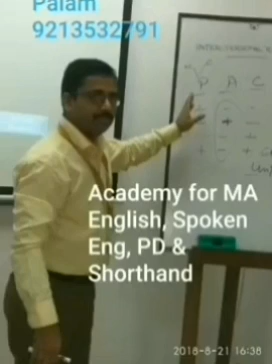 Palam
9213532791
P A C
Academy for MA
English, Spoken
Eng, PD &
Shorthand
2018-8-21 16:38